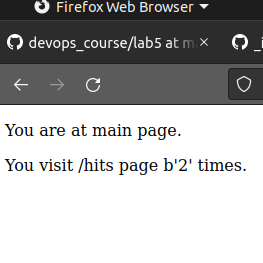 Firefox Web Browser
devops_course/lab5 at m
You are at main page.
You visit /hits page b'2' times.